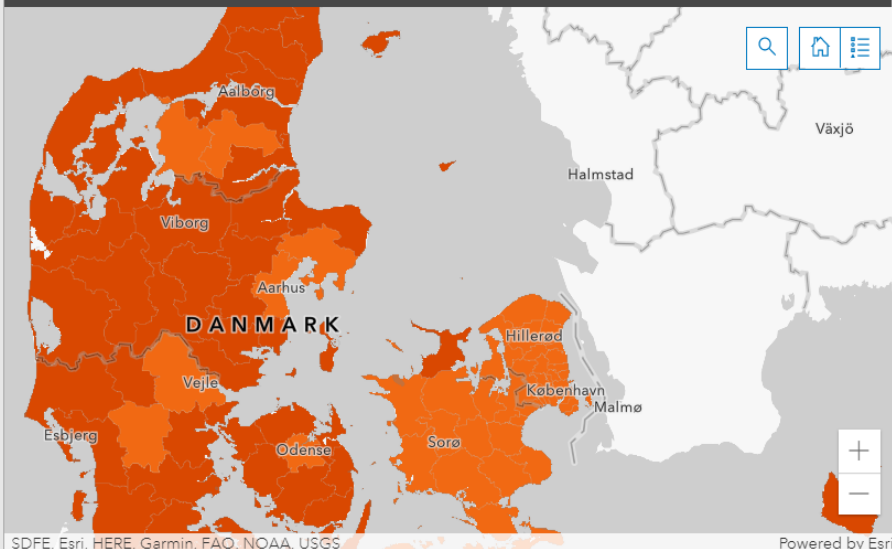 Aalborg
Växjö
Halmstad
Viborg
Aarhus
DANMARK
Hillerød
Vejle
København
Malmø
Esbjerg
Sorø
Odense
SDFE, Esri, HERE, Garmin, FAO, NOAA, USGS
Powered by Esri